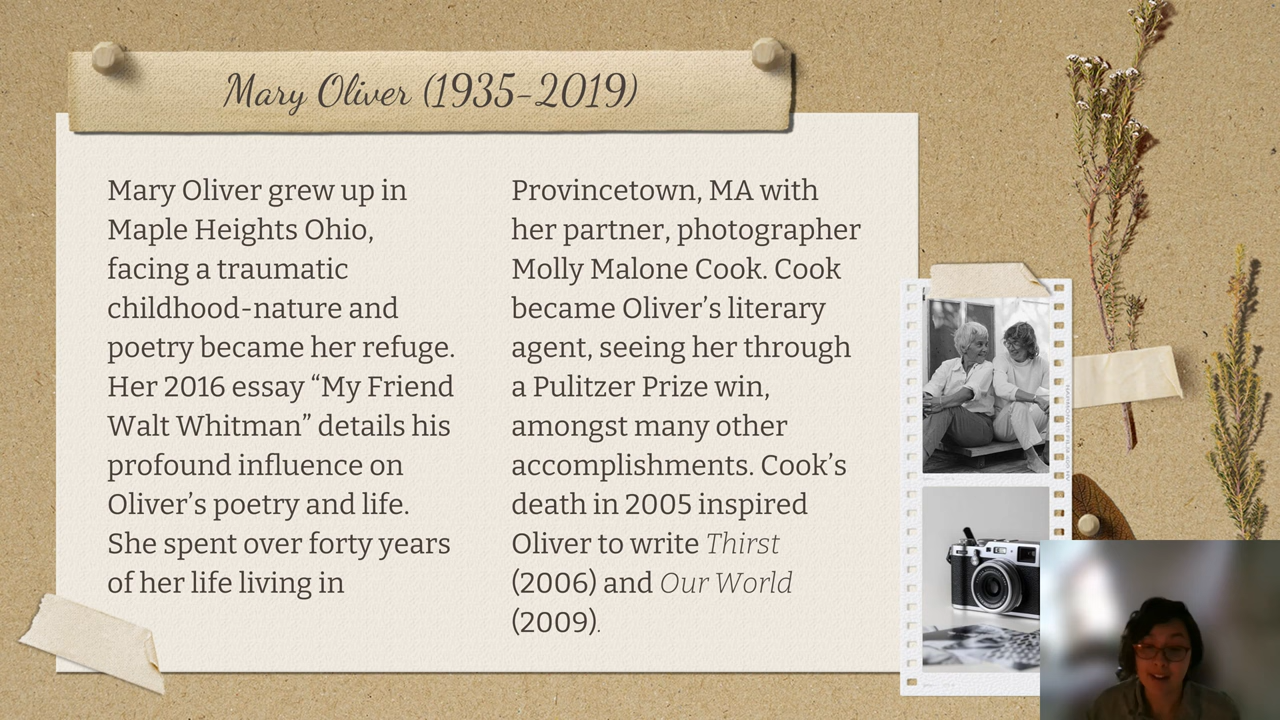 Mary Oliver (1935-2019)
Mary Oliver grew up in
Maple Heights Ohio,
facing a traumatic
childhood-nature and
poetry became her refuge.
Her 2016 essay “My Friend
Walt Whitman” details his
profound influence on
Oliver’s poetry and life.
She spent over forty years
of her life living in
Provincetown, MA with
her partner, photographer
Molly Malone Cook. Cook
became Oliver’s literary
agent, seeing her through
a Pulitzer Prize win,
amongst many other
accomplishments. Cook’s
death in 2005 inspired
Oliver to write Thirst
(2006) and Our World
(2009).